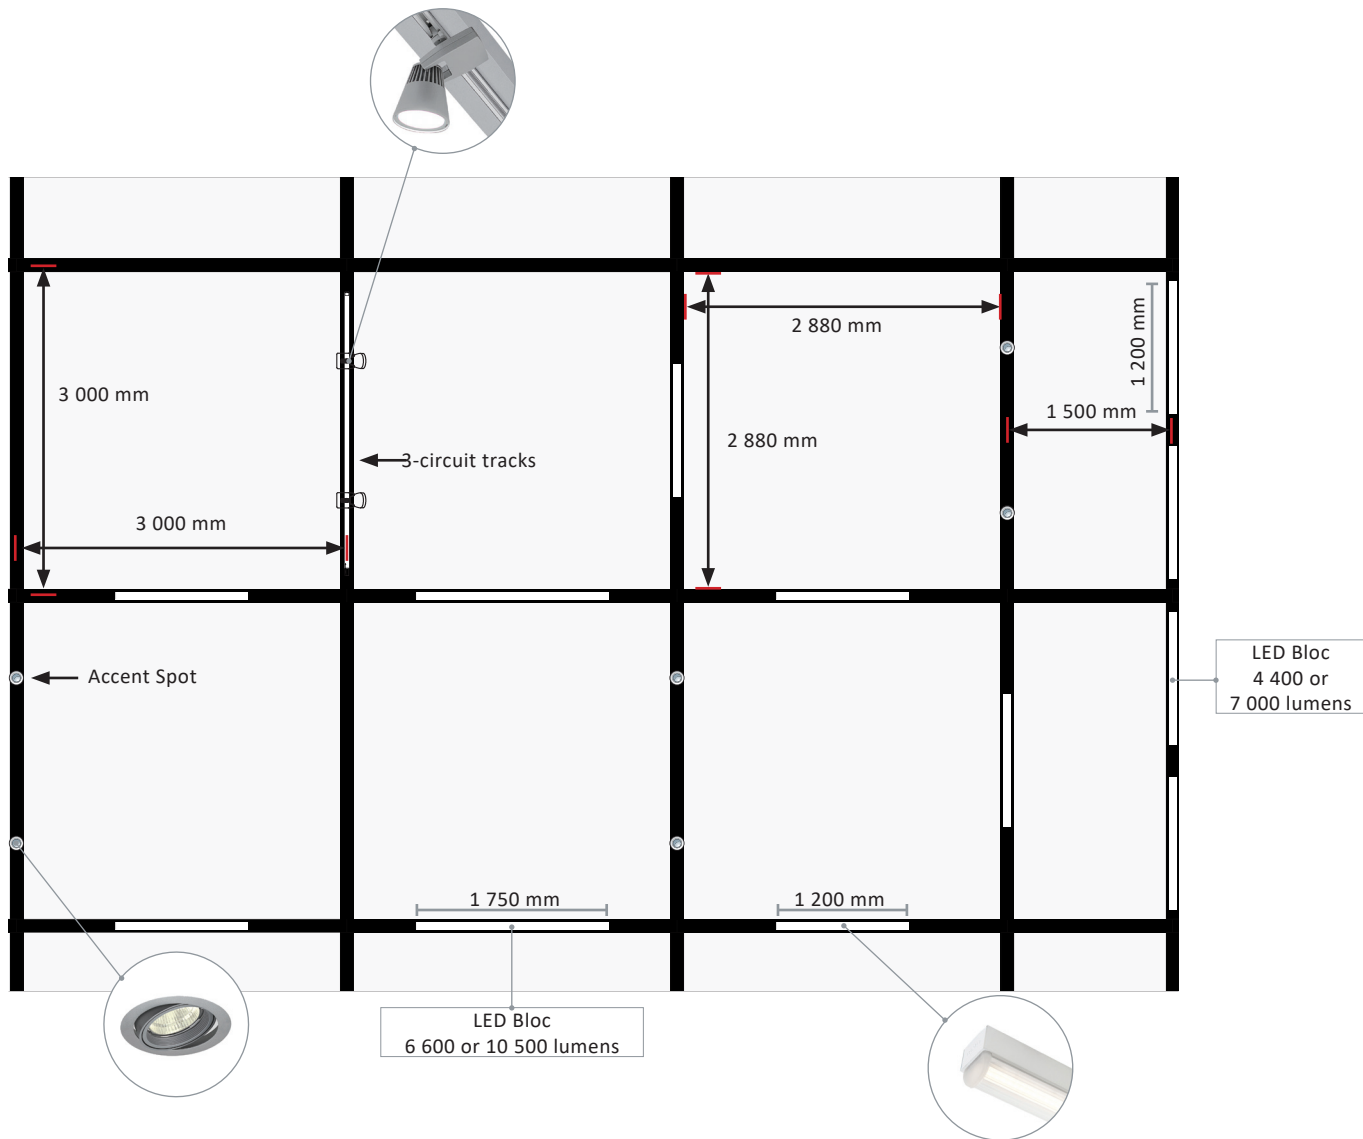 2 880 mm
1 200 mm
3 000 mm
1 500 mm
2 880 mm
3-circuit tracks
3 000 mm
Accent Spot
LED Bloc
4 400 or
7 000 lumens
1 750 mm
1 200 mm
LED Bloc
6 600 or 10 500 lumens